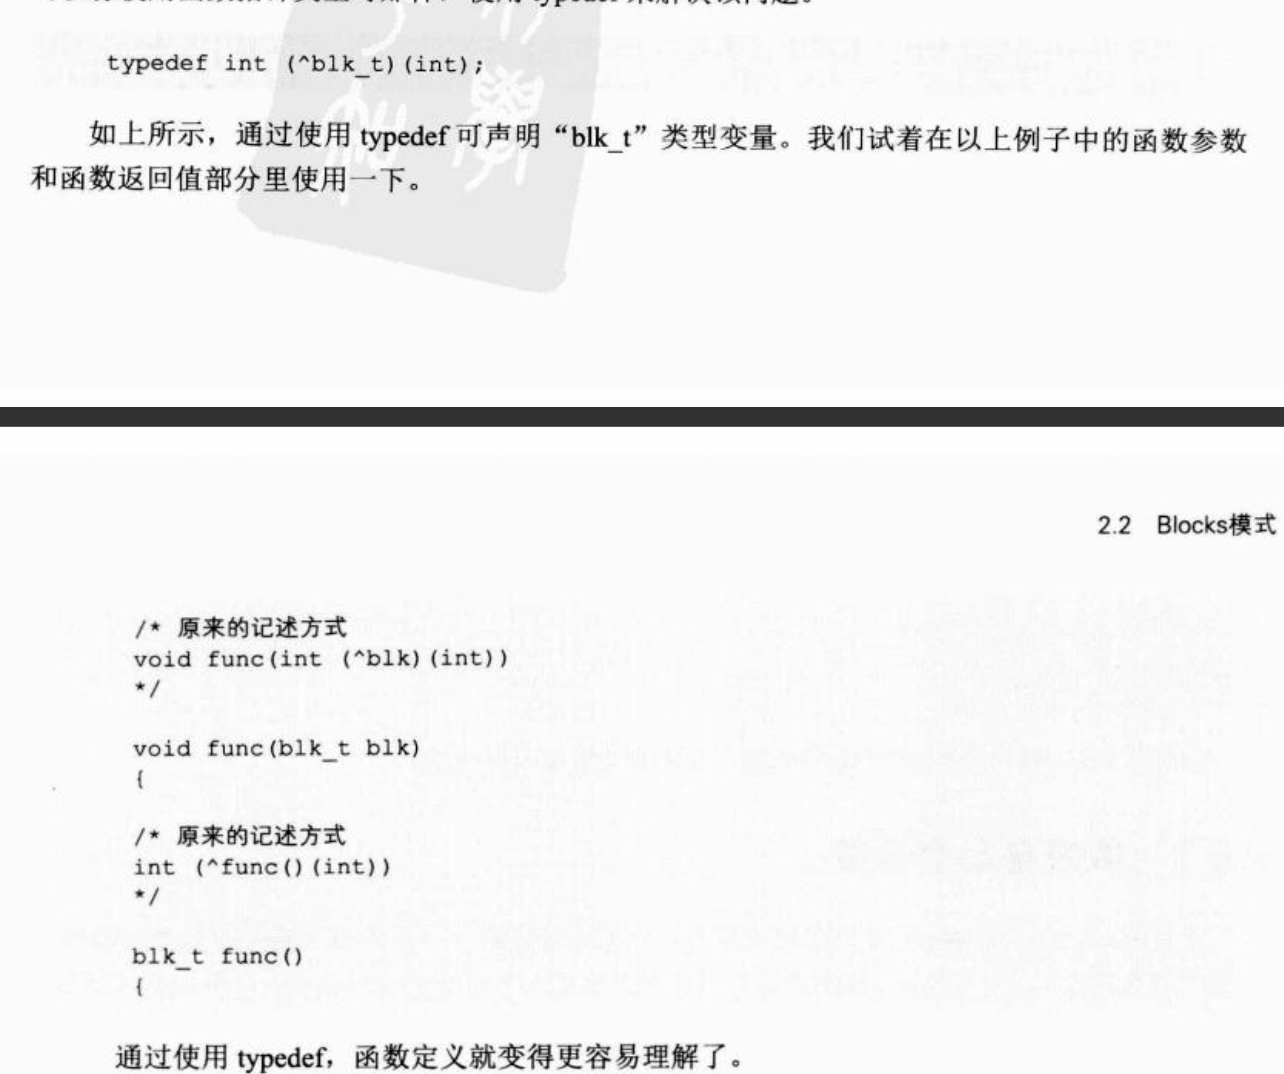 typedef int (^blk_t)(int);
如上所示，通过使用 typedef 可声明“blk_t”类型变量。我们试着在以上例子中的函数参数
和函数返回值部分里使用一下。
2.2 Blocks模式
/* 原来的记述方式
void func(int (^blk)(int))
*/
void func(blk_t blk)
{
/* 原来的记述方式
int (^func()(int))
*/
blk_t func()
{
通过使用 typedef，函数定义就变得更容易理解了。